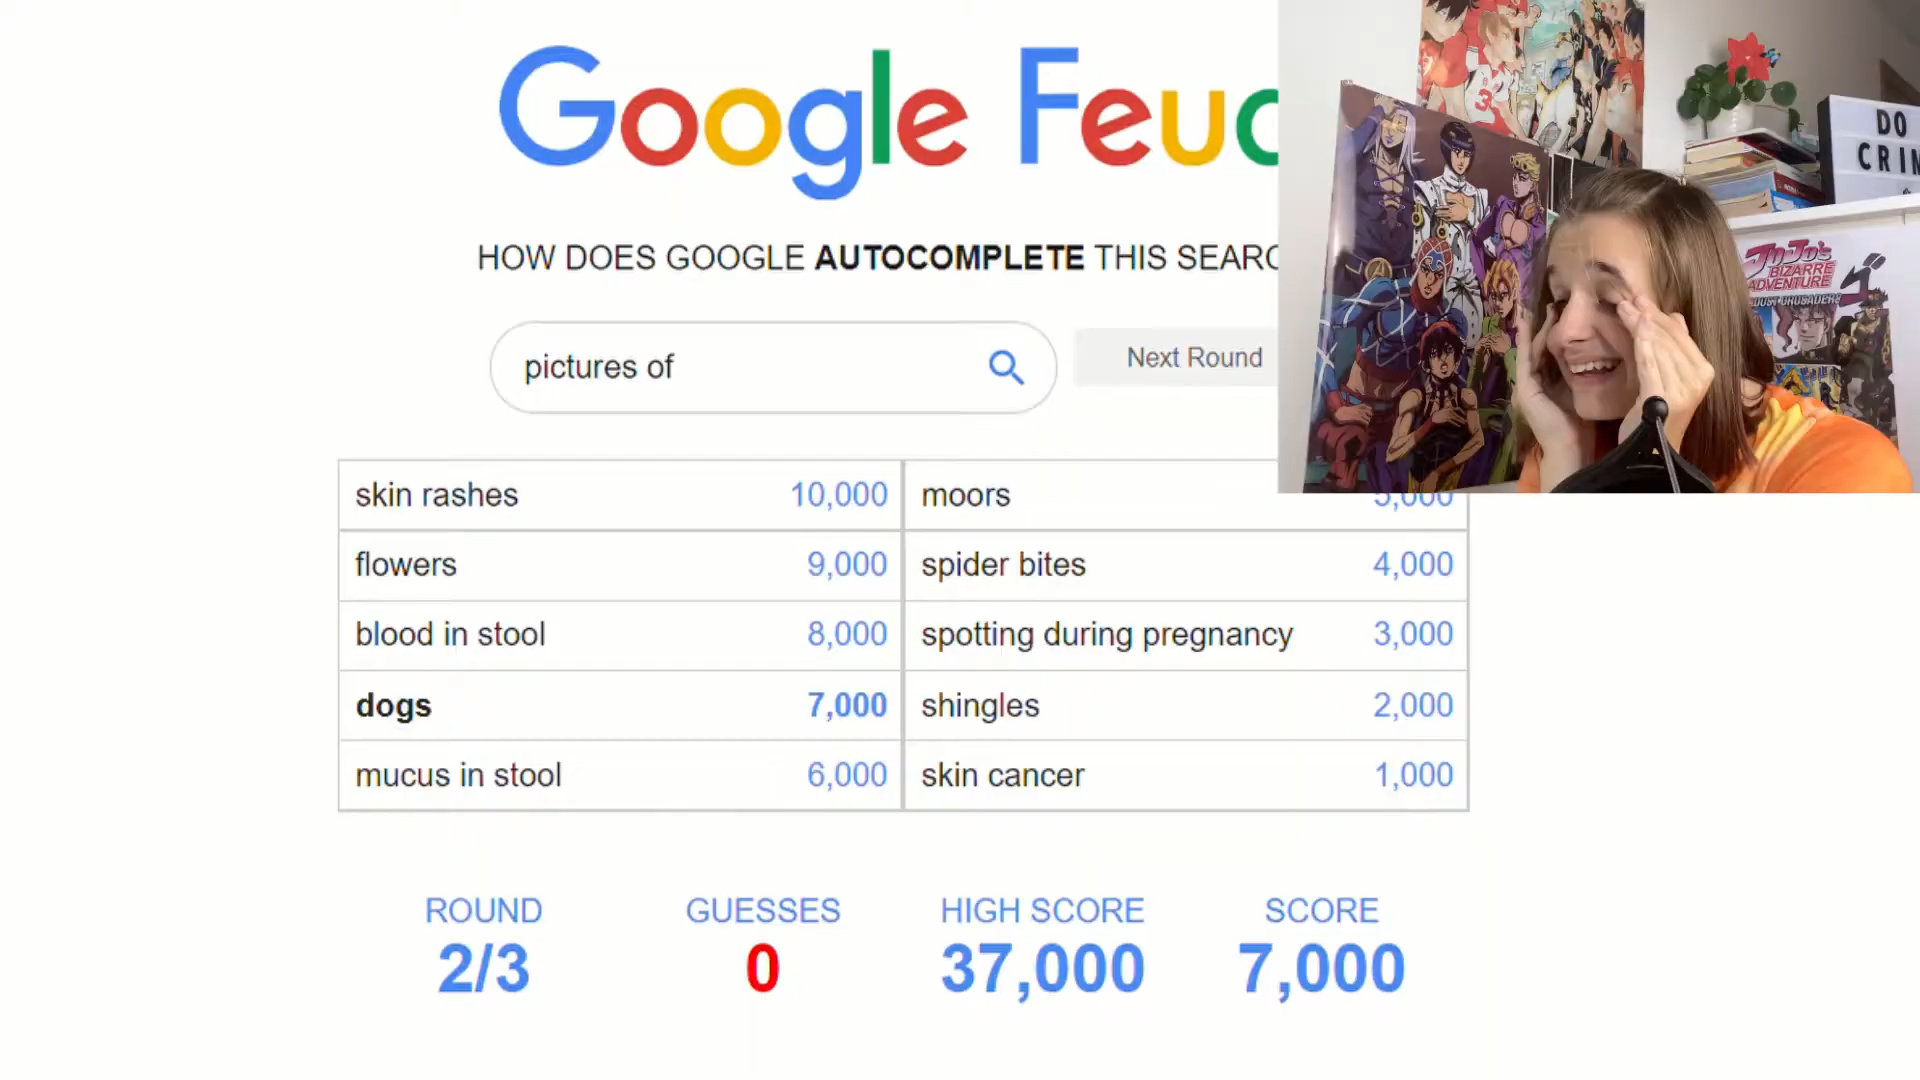 Google Feud
HOW DOES GOOGLE AUTOCOMPLETE THIS
pictures of
Next Round
skin rashes 10,000
moors 5,000
flowers 9,000
spider bites 4,000
blood in stool 8,000
spotting during pregnancy 3,000
dogs 7,000
shingles 2,000
mucus in stool 6,000
skin cancer 1,000
ROUND GUESSES HIGH SCORE SCORE
2/3 0 37,000 7,000
DO
JOJO'S
BIZARRE
ADVENTURE